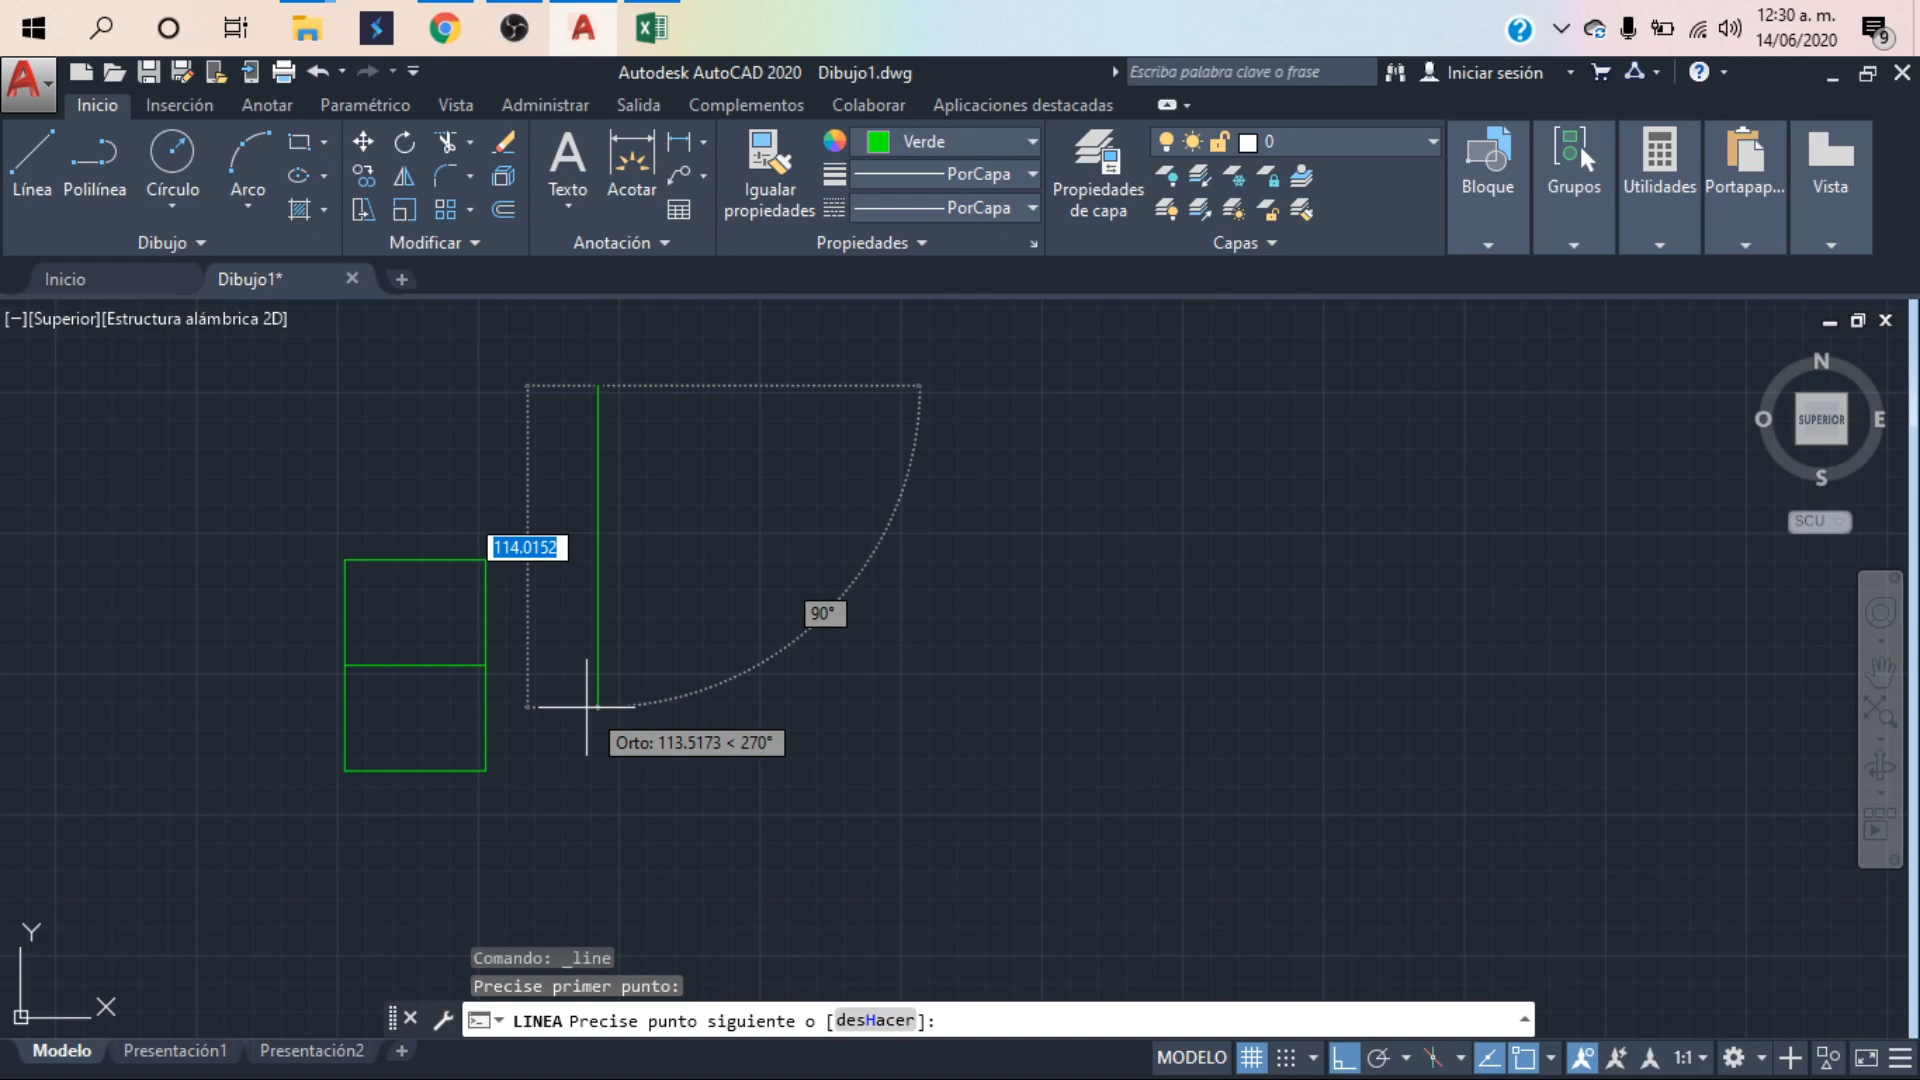 12:30 a. m.
14/06/2020
9
Autodesk AutoCAD 2020 Dibujo1.dwg
Escriba palabra clave o frase
Iniciar sesión
Inicio Inserción Anotar Paramétrico Vista Administrar Salida Complementos Colaborar Aplicaciones destacadas
Verde
0
PorCapa
PorCapa
Línea Polilínea Círculo Arco
Texto Acotar
Igualar propiedades
Propiedades de capa
Bloque Grupos Utilidades Portapap... Vista
Dibujo Modificar Anotación Propiedades Capas
Inicio Dibujo1*
[−][Superior][Estructura alámbrica 2D]
N
O SUPERIOR E
S
SCU
114.0152
90°
Orto: 113.5173 < 270°
Y
X
Comando: _line
Precise primer punto:
LINEA Precise punto siguiente o [desHacer]:
Modelo Presentación1 Presentación2
MODELO 1:1